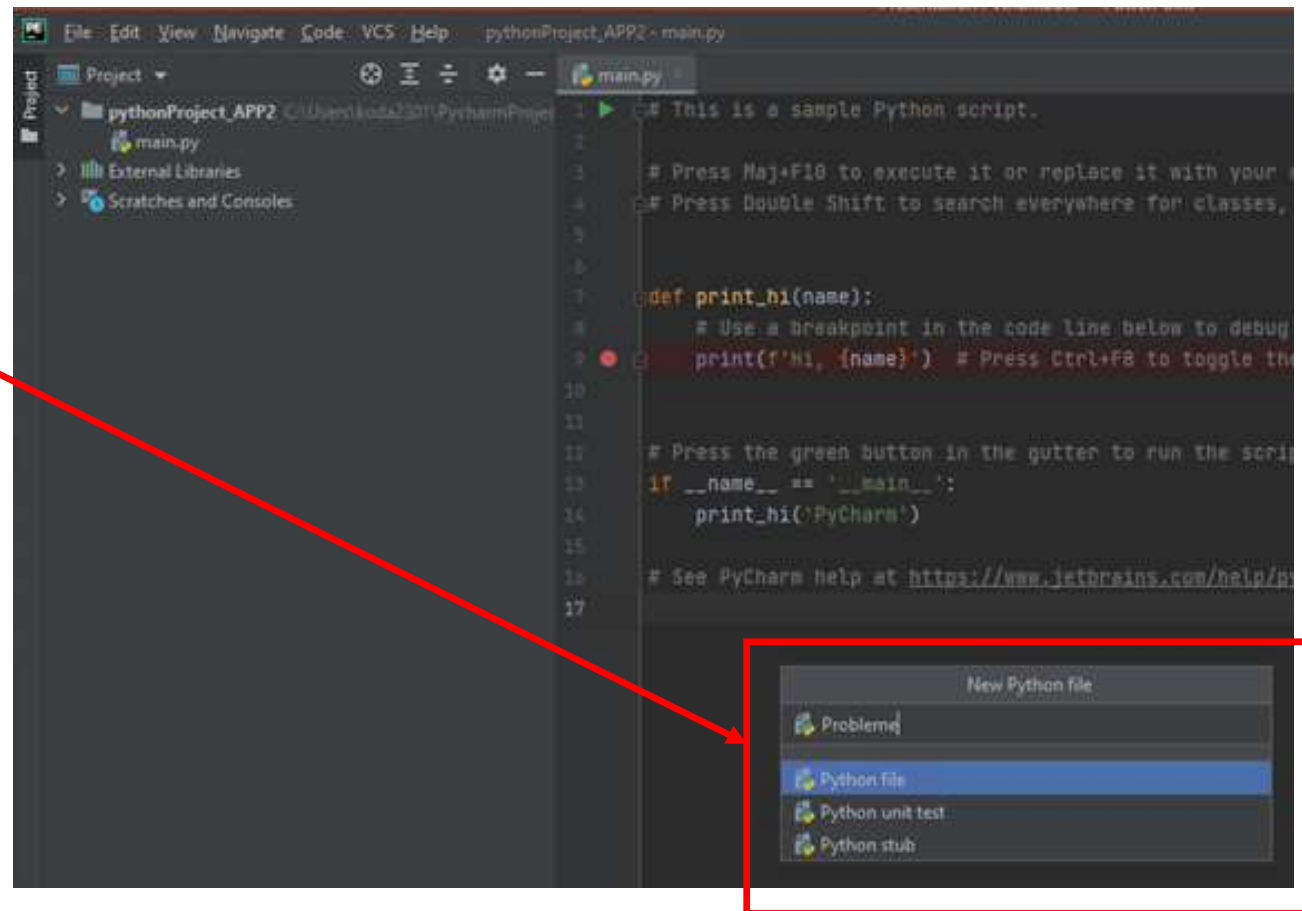 File Edit View Navigate Code VCS Help pythonProject_APP2 - main.py
Project
Project
main.py
pythonProject_APP2 C:\Users\koda2301\PycharmProjec
main.py
External Libraries
Scratches and Consoles
1 # This is a sample Python script.
2
3 # Press Maj+F10 to execute it or replace it with your
4 # Press Double Shift to search everywhere for classes,
5
6
7 def print_hi(name):
8 # Use a breakpoint in the code line below to debug
9 print(f'Hi, {name}') # Press Ctrl+F8 to toggle the
10
11
12 # Press the green button in the gutter to run the scrip
13 if __name__ == '__main__':
14 print_hi('PyCharm')
15
16 # See PyCharm help at https://www.jetbrains.com/help/py
17
New Python file
Probleme
Python file
Python unit test
Python stub